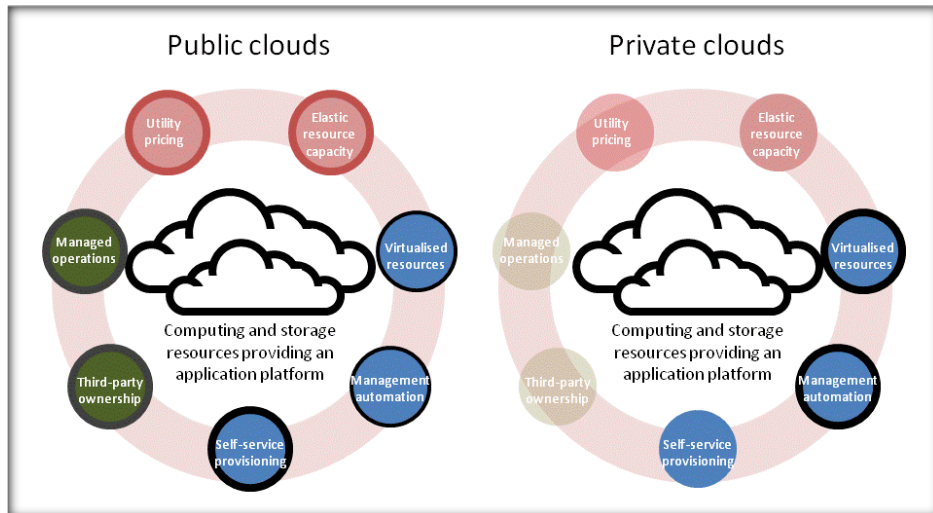 Public clouds
Utility
pricing
Elastic
resource
capacity
Managed
operations
Virtualised
resources
Computing and storage
resources providing an
application platform
Third-party
ownership
Management
automation
Self-service
provisioning
Private clouds
Utility
pricing
Elastic
resource
capacity
Managed
operations
Virtualised
resources
Computing and storage
resources providing an
application platform
Third-party
ownership
Management
automation
Self-service
provisioning